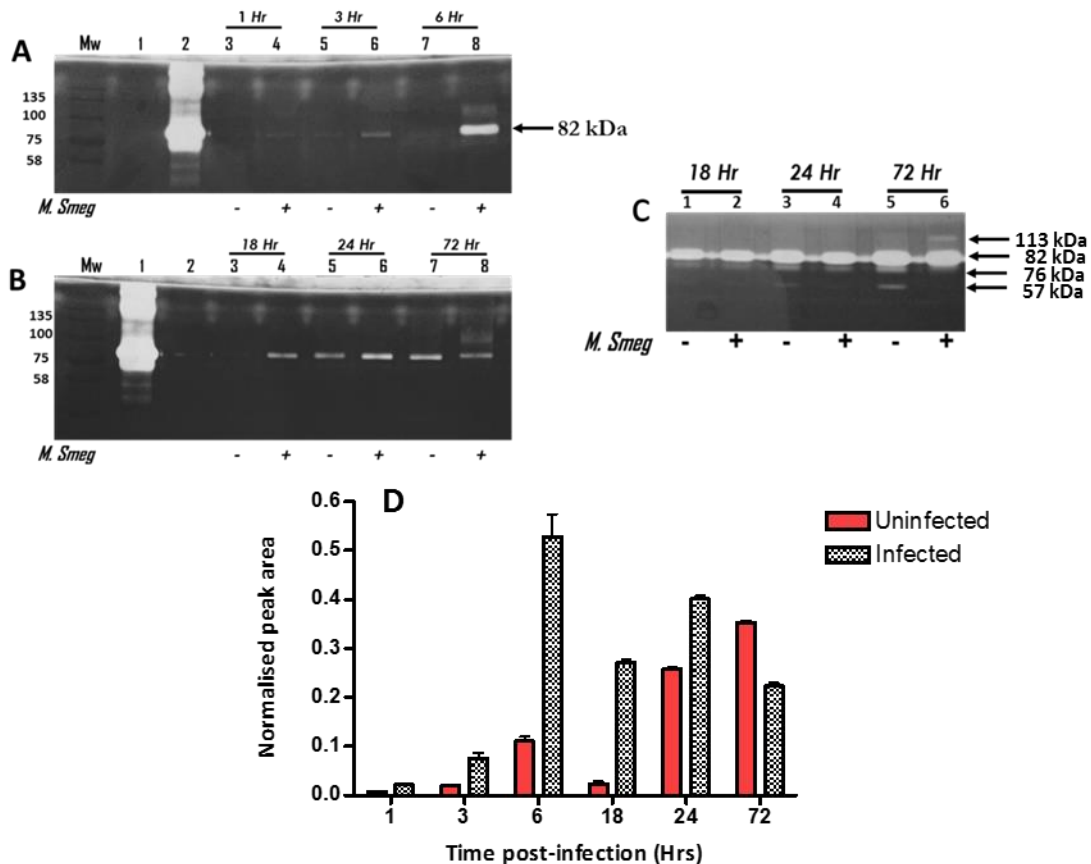 A
1 Hr 3 Hr 6 Hr
Mw 1 2 3 4 5 6 7 8
135
100
75
58
82 kDa
M. Smeg - + - + - +
B
18 Hr 24 Hr 72 Hr
Mw 1 2 3 4 5 6 7 8
135
100
75
58
M. Smeg - + - + - +
C
18 Hr 24 Hr 72 Hr
1 2 3 4 5 6
113 kDa
82 kDa
76 kDa
57 kDa
M. Smeg - + - + - +
D
Normalised peak area
0.6
0.5
0.4
0.3
0.2
0.1
0.0
1 3 6 18 24 72
Time post-infection (Hrs)
Uninfected
Infected